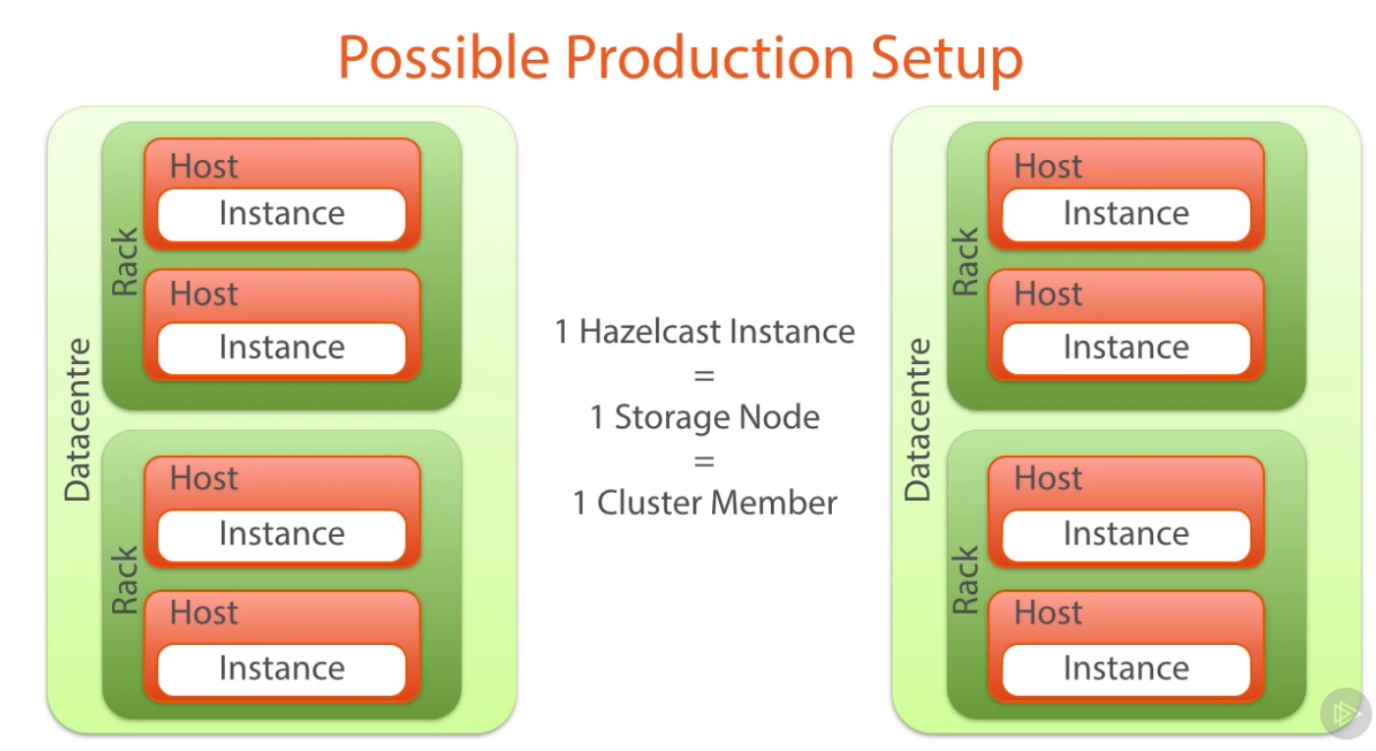 Possible Production Setup
Datacentre
Rack
Host
Instance
Host
Instance
Rack
Host
Instance
Host
Instance
1 Hazelcast Instance
=
1 Storage Node
=
1 Cluster Member
Datacentre
Rack
Host
Instance
Host
Instance
Rack
Host
Instance
Host
Instance